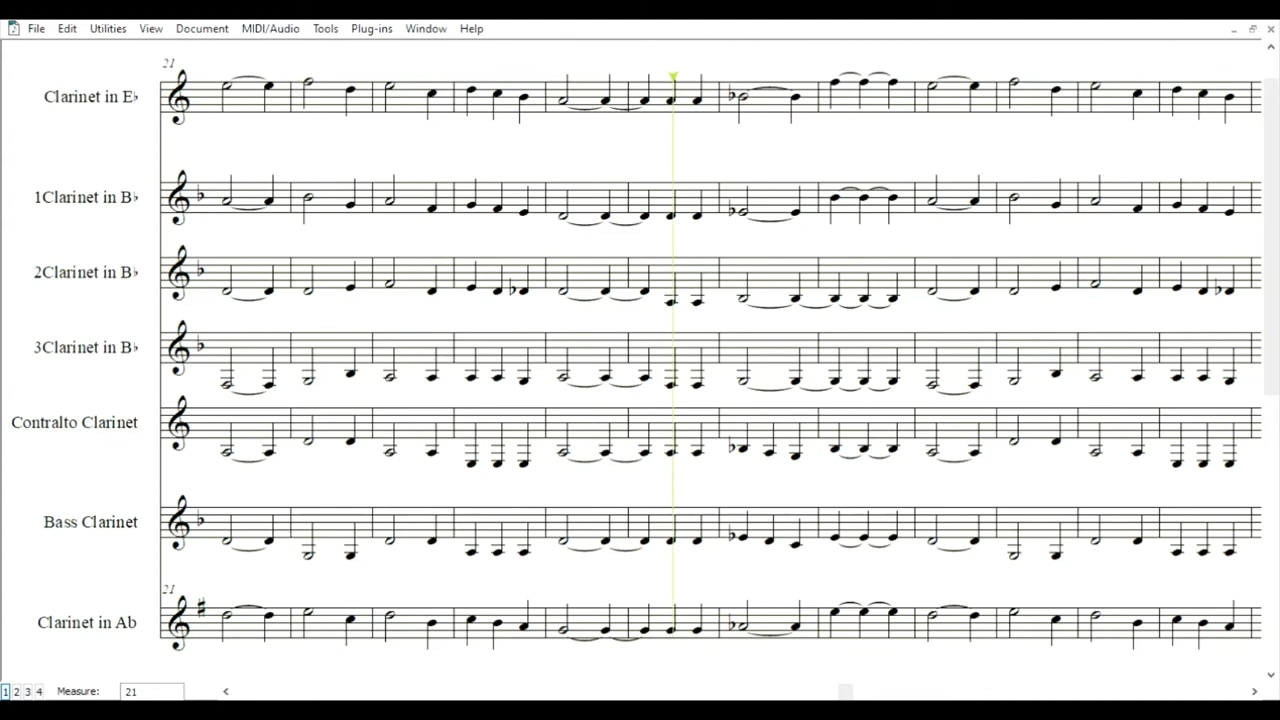 File Edit Utilities View Document MIDI/Audio Tools Plug-ins Window Help
21
Clarinet in E♭
1Clarinet in B♭
2Clarinet in B♭
3Clarinet in B♭
Contralto Clarinet
Bass Clarinet
21
Clarinet in Ab
1 2 3 4 Measure: 21